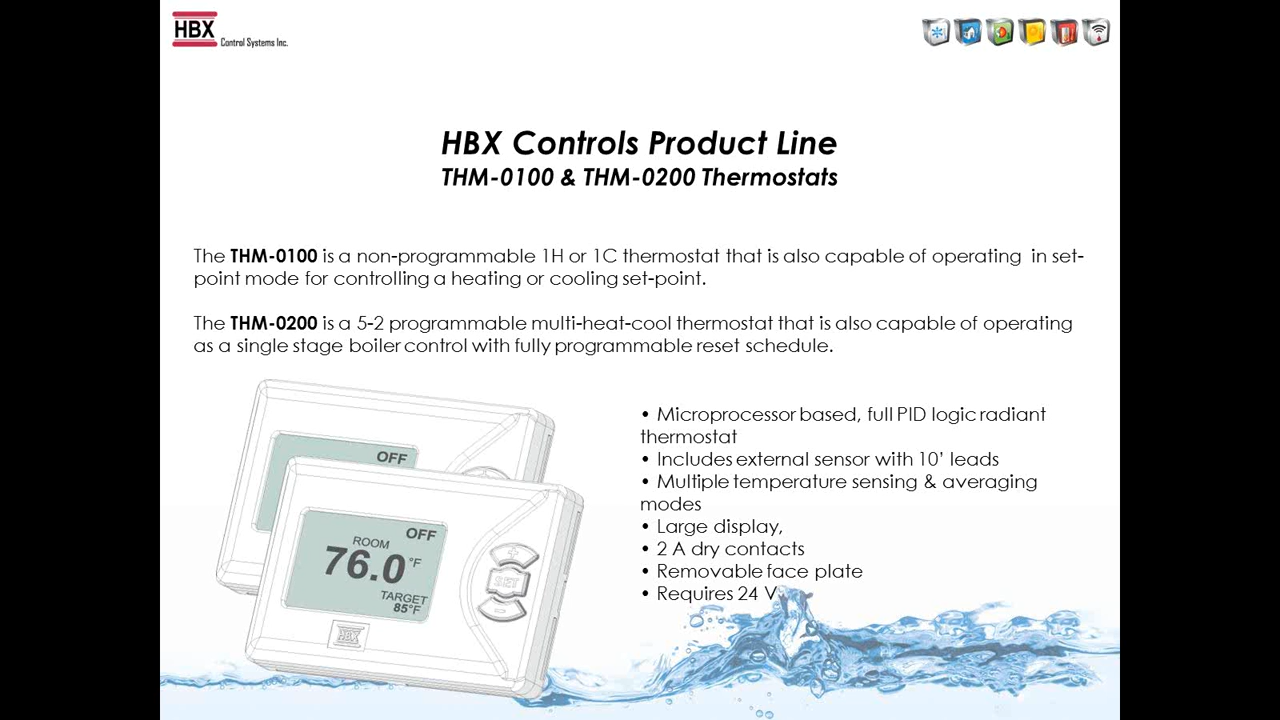 HBX
Control Systems Inc.
HBX Controls Product Line
THM-0100 & THM-0200 Thermostats
The THM-0100 is a non-programmable 1H or 1C thermostat that is also capable of operating in set-
point mode for controlling a heating or cooling set-point.
The THM-0200 is a 5-2 programmable multi-heat-cool thermostat that is also capable of operating
as a single stage boiler control with fully programmable reset schedule.
• Microprocessor based, full PID logic radiant
thermostat
• Includes external sensor with 10’ leads
• Multiple temperature sensing & averaging
modes
• Large display,
• 2 A dry contacts
• Removable face plate
• Requires 24 V
OFF
OFF
ROOM
76.0°F
TARGET
85°F
+
SET
-
HBX